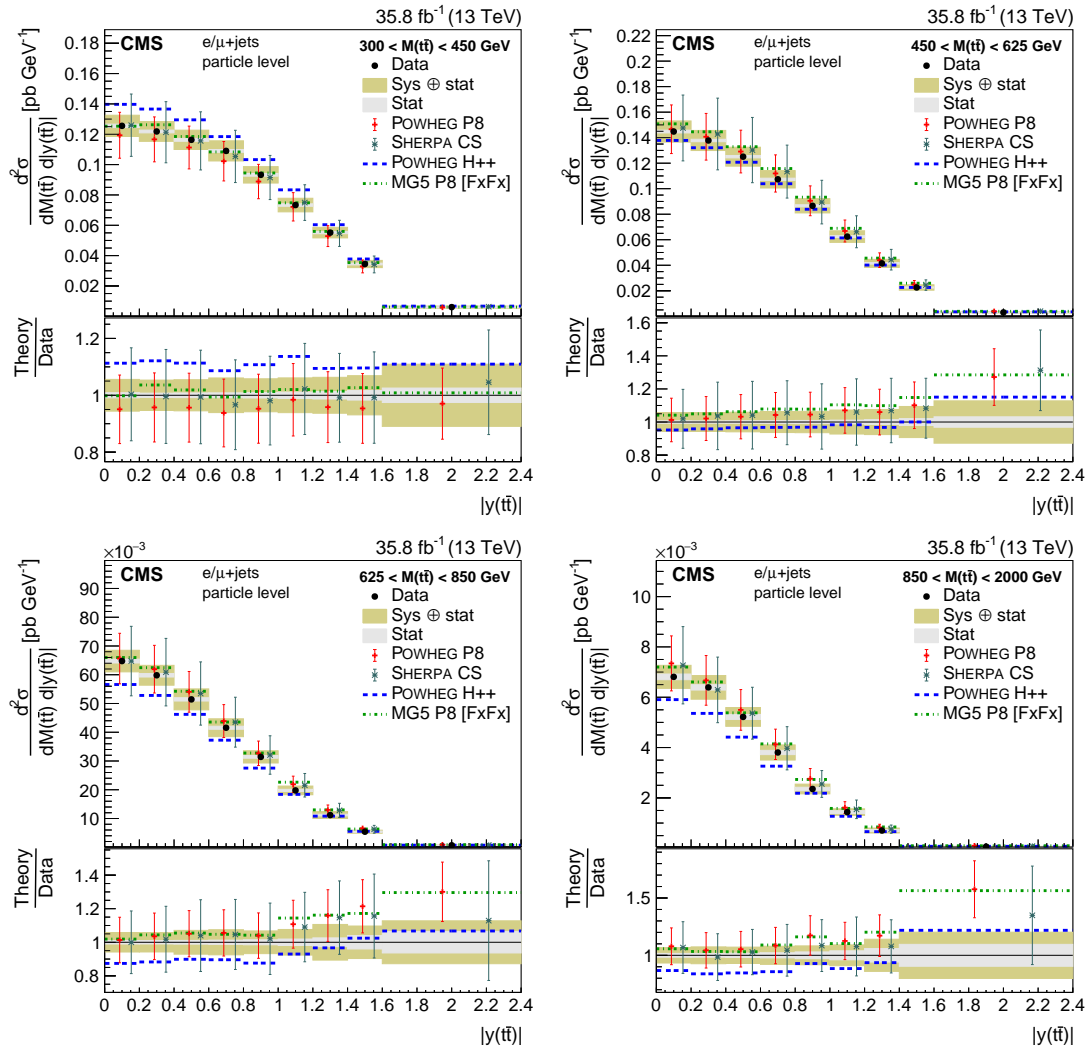 35.8 fb⁻¹ (13 TeV)
CMS
e/μ+jets
particle level
300 < M(tt̄) < 450 GeV
Data
Sys ⊕ stat
Stat
POWHEG P8
SHERPA CS
POWHEG H++
MG5 P8 [FxFx]
d²σ / dM(tt̄) d|y(tt̄)| [pb GeV⁻¹]
0.18
0.16
0.14
0.12
0.1
0.08
0.06
0.04
0.02
Theory
Data
1.2
1
0.8
0 0.2 0.4 0.6 0.8 1 1.2 1.4 1.6 1.8 2 2.2 2.4
|y(tt̄)|
35.8 fb⁻¹ (13 TeV)
CMS
e/μ+jets
particle level
450 < M(tt̄) < 625 GeV
Data
Sys ⊕ stat
Stat
POWHEG P8
SHERPA CS
POWHEG H++
MG5 P8 [FxFx]
d²σ / dM(tt̄) d|y(tt̄)| [pb GeV⁻¹]
0.22
0.2
0.18
0.16
0.14
0.12
0.1
0.08
0.06
0.04
0.02
Theory
Data
1.6
1.4
1.2
1
0.8
0 0.2 0.4 0.6 0.8 1 1.2 1.4 1.6 1.8 2 2.2 2.4
|y(tt̄)|
×10⁻³
35.8 fb⁻¹ (13 TeV)
CMS
e/μ+jets
particle level
625 < M(tt̄) < 850 GeV
Data
Sys ⊕ stat
Stat
POWHEG P8
SHERPA CS
POWHEG H++
MG5 P8 [FxFx]
d²σ / dM(tt̄) d|y(tt̄)| [pb GeV⁻¹]
90
80
70
60
50
40
30
20
10
Theory
Data
1.4
1.2
1
0.8
0 0.2 0.4 0.6 0.8 1 1.2 1.4 1.6 1.8 2 2.2 2.4
|y(tt̄)|
×10⁻³
35.8 fb⁻¹ (13 TeV)
CMS
e/μ+jets
particle level
850 < M(tt̄) < 2000 GeV
Data
Sys ⊕ stat
Stat
POWHEG P8
SHERPA CS
POWHEG H++
MG5 P8 [FxFx]
d²σ / dM(tt̄) d|y(tt̄)| [pb GeV⁻¹]
10
8
6
4
2
Theory
Data
1.5
1
0 0.2 0.4 0.6 0.8 1 1.2 1.4 1.6 1.8 2 2.2 2.4
|y(tt̄)|